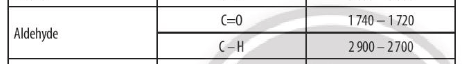 Aldehyde
C=O 1 740 – 1 720
C – H 2 900 – 2 700